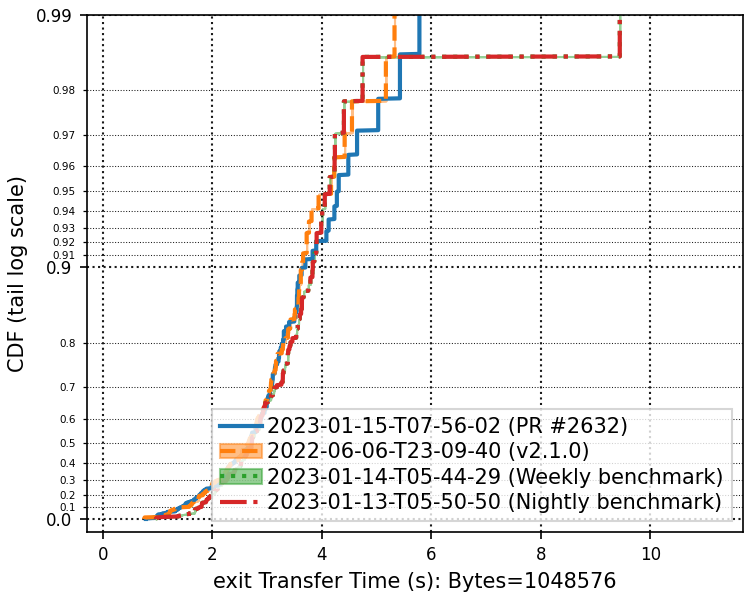 0.99
0.98
0.97
0.96
0.95
0.94
0.93
0.92
0.91
0.9
0.8
0.7
0.6
0.5
0.4
0.3
0.2
0.1
0.0
CDF (tail log scale)
2023-01-15-T07-56-02 (PR #2632)
2022-06-06-T23-09-40 (v2.1.0)
2023-01-14-T05-44-29 (Weekly benchmark)
2023-01-13-T05-50-50 (Nightly benchmark)
0 2 4 6 8 10
exit Transfer Time (s): Bytes=1048576